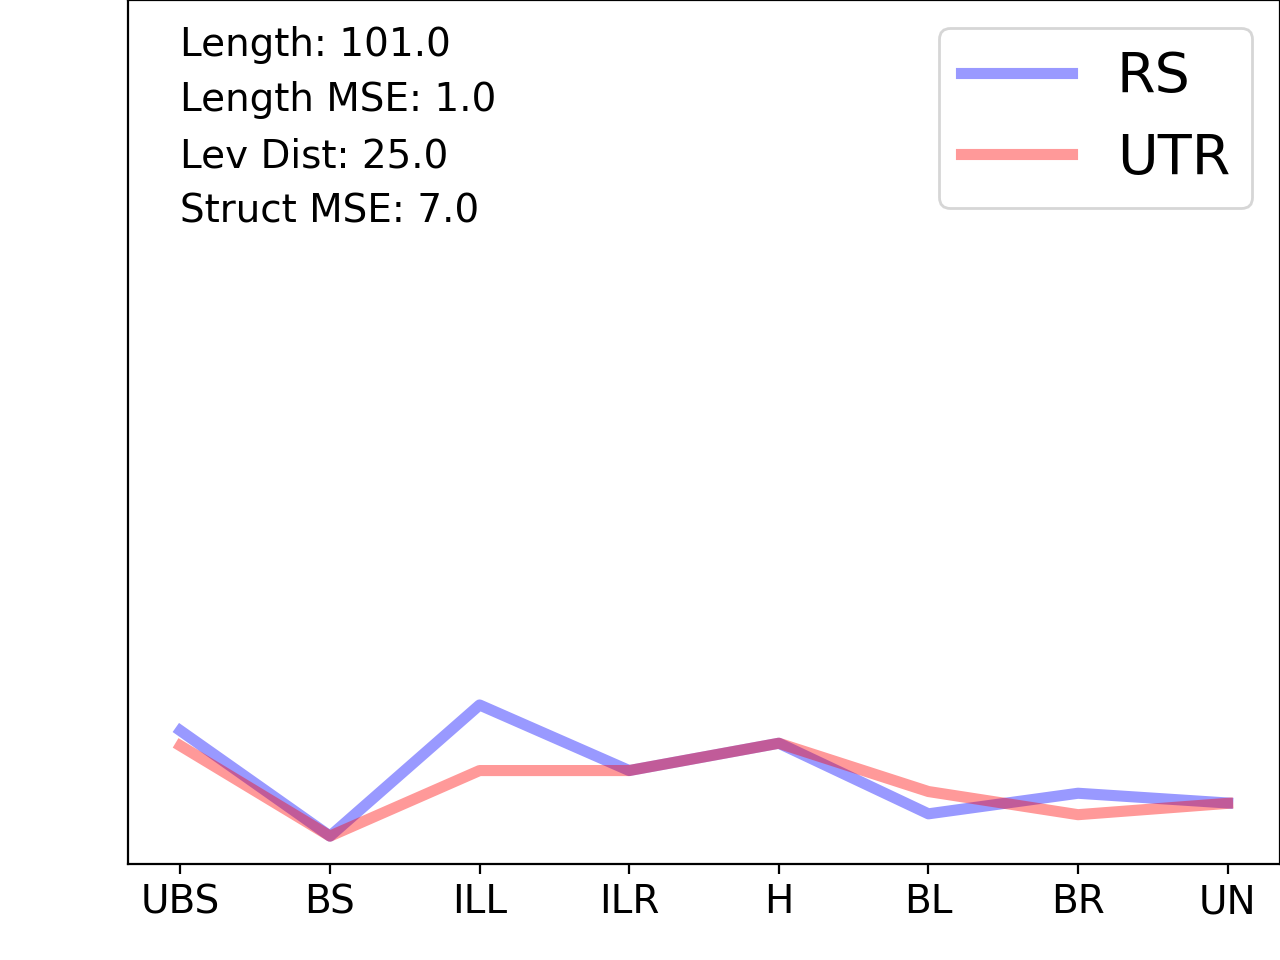 Length: 101.0
Length MSE: 1.0
Lev Dist: 25.0
Struct MSE: 7.0
RS
UTR
UBS BS ILL ILR H BL BR UN